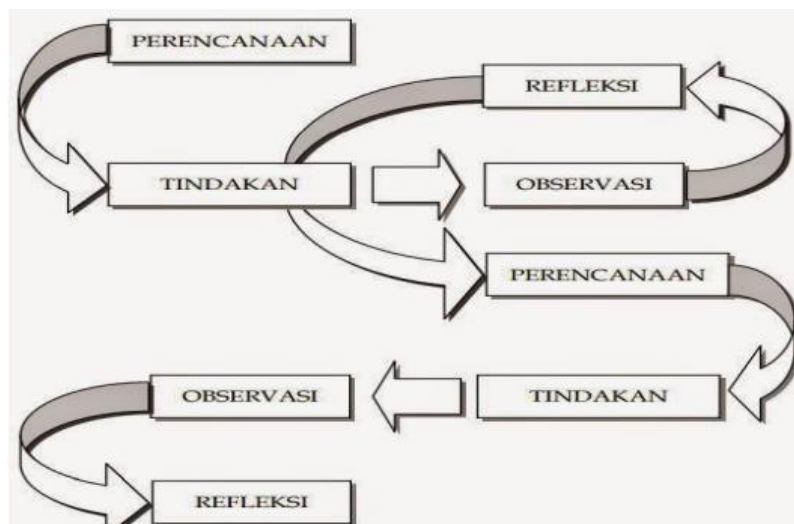 PERENCANAAN
REFLEKSI
TINDAKAN
OBSERVASI
PERENCANAAN
OBSERVASI
TINDAKAN
REFLEKSI